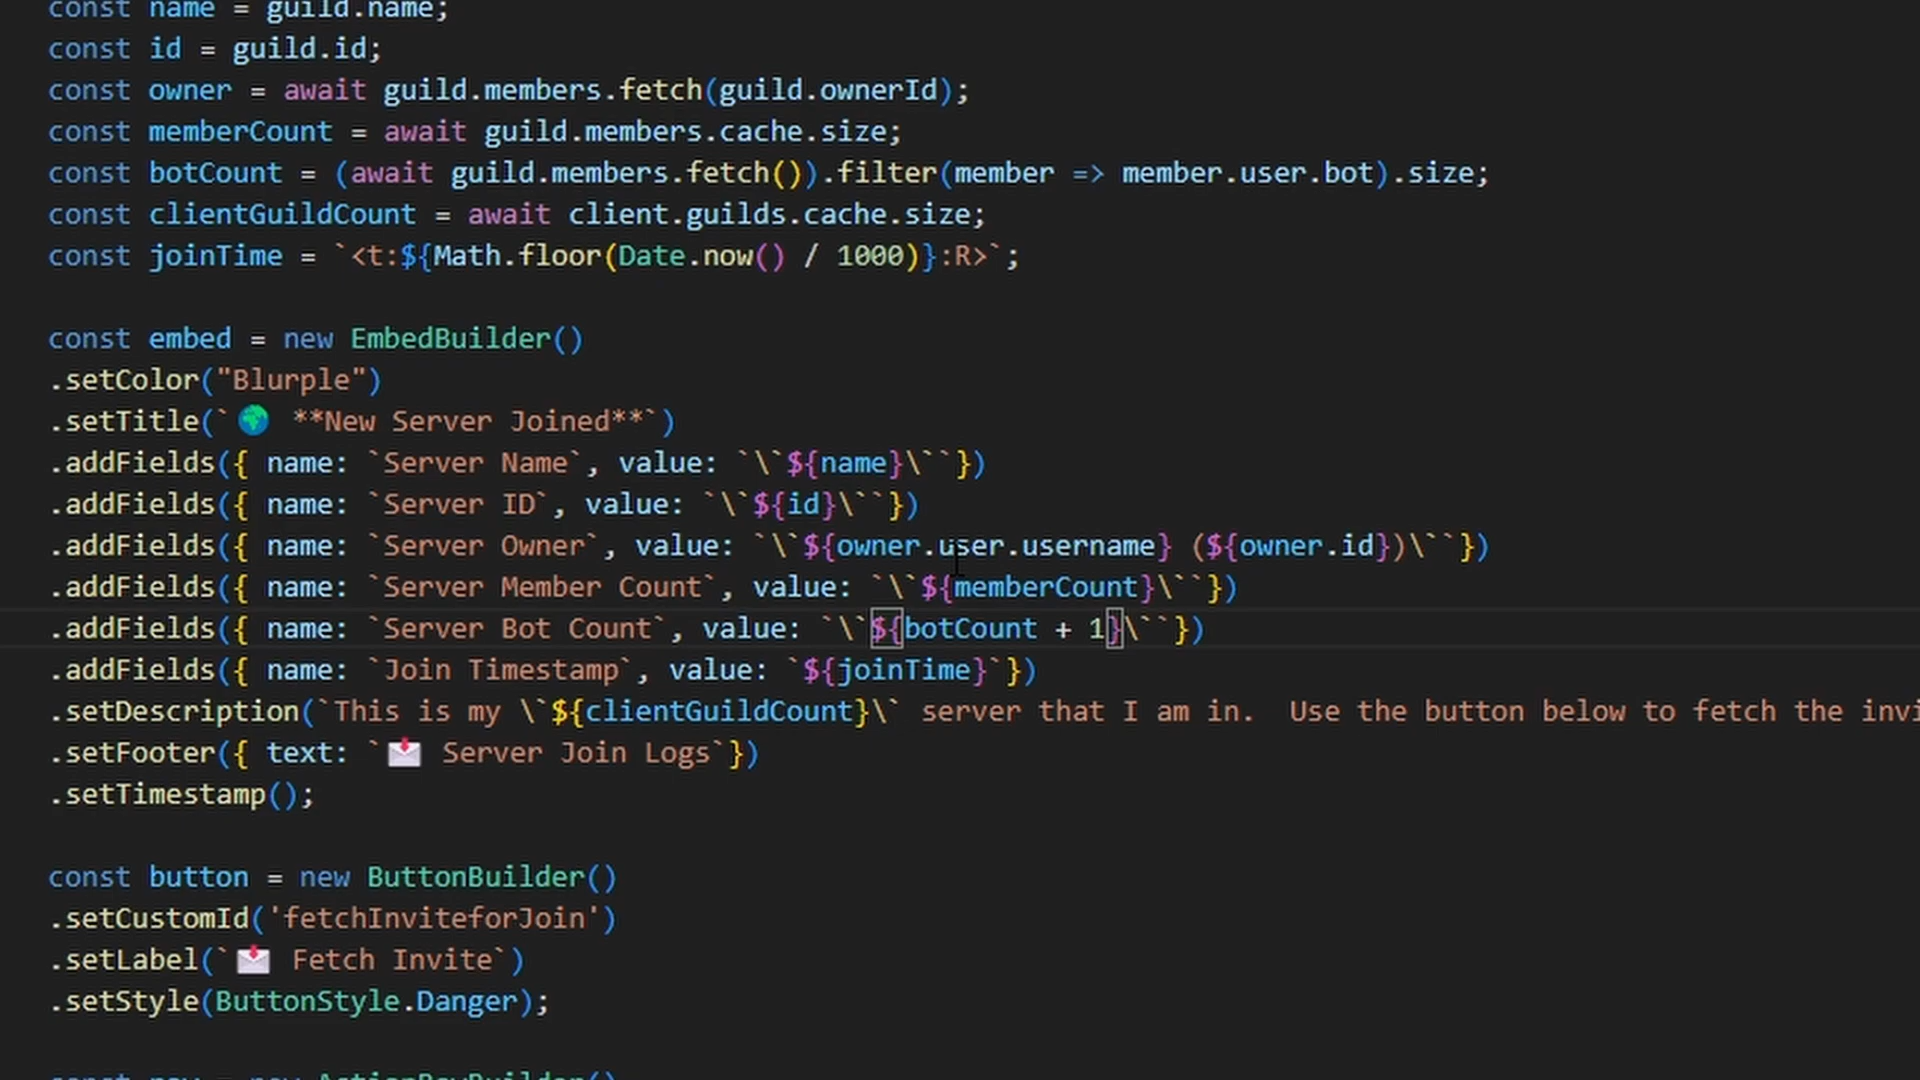 const name = guild.name;
const id = guild.id;
const owner = await guild.members.fetch(guild.ownerId);
const memberCount = await guild.members.cache.size;
const botCount = (await guild.members.fetch()).filter(member => member.user.bot).size;
const clientGuildCount = await client.guilds.cache.size;
const joinTime = `<t:${Math.floor(Date.now() / 1000)}:R>`;
const embed = new EmbedBuilder()
.setColor("Blurple")
.setTitle(`🌍 **New Server Joined**`)
.addFields({ name: `Server Name`, value: `\`${name}\``})
.addFields({ name: `Server ID`, value: `\`${id}\``})
.addFields({ name: `Server Owner`, value: `\`${owner.user.username} (${owner.id})\``})
.addFields({ name: `Server Member Count`, value: `\`${memberCount}\``})
.addFields({ name: `Server Bot Count`, value: `\`${botCount + 1}\``})
.addFields({ name: `Join Timestamp`, value: `${joinTime}`})
.setDescription(`This is my \`${clientGuildCount}\` server that I am in.  Use the button below to fetch the invi
.setFooter({ text: `📩 Server Join Logs`})
.setTimestamp();
const button = new ButtonBuilder()
.setCustomId('fetchInviteforJoin')
.setLabel(`📩 Fetch Invite`)
.setStyle(ButtonStyle.Danger);
const row = new ActionRowBuilder()